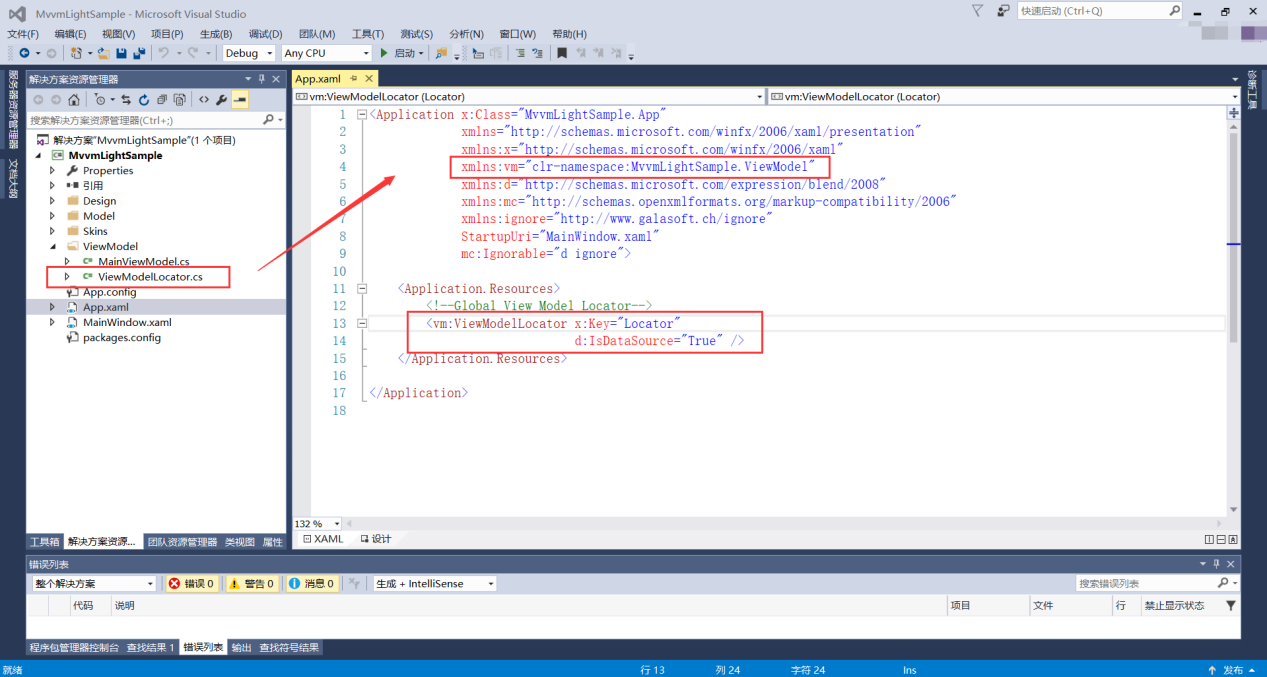 MvvmLightSample - Microsoft Visual Studio
快速启动 (Ctrl+Q)
文件(F) 编辑(E) 视图(V) 项目(P) 生成(B) 调试(D) 团队(M) 工具(T) 测试(S) 分析(N) 窗口(W) 帮助(H)
Debug Any CPU 启动
服务器资源管理器
文档大纲
解决方案资源管理器
搜索解决方案资源管理器(Ctrl+;)
解决方案"MvvmLightSample"(1 个项目)
MvvmLightSample
Properties
引用
Design
Model
Skins
ViewModel
MainViewModel.cs
ViewModelLocator.cs
App.config
App.xaml
MainWindow.xaml
packages.config
工具箱 解决方案资源... 团队资源管理器 类视图 属性
App.xaml
vm:ViewModelLocator (Locator) vm:ViewModelLocator (Locator)
1 <Application x:Class="MvvmLightSample.App"
2 xmlns="http://schemas.microsoft.com/winfx/2006/xaml/presentation"
3 xmlns:x="http://schemas.microsoft.com/winfx/2006/xaml"
4 xmlns:vm="clr-namespace:MvvmLightSample.ViewModel"
5 xmlns:d="http://schemas.microsoft.com/expression/blend/2008"
6 xmlns:mc="http://schemas.openxmlformats.org/markup-compatibility/2006"
7 xmlns:ignore="http://www.galasoft.ch/ignore"
8 StartupUri="MainWindow.xaml"
9 mc:Ignorable="d ignore">
10
11 <Application.Resources>
12 <!--Global View Model Locator-->
13 <vm:ViewModelLocator x:Key="Locator"
14 d:IsDataSource="True" />
15 </Application.Resources>
16
17 </Application>
18
132 %
XAML 设计
诊断工具
错误列表
整个解决方案 错误 0 警告 0 消息 0 生成 + IntelliSense 搜索错误列表
代码 说明 项目 文件 行 禁止显示状态
程序包管理器控制台 查找结果 1 错误列表 输出 查找符号结果
就绪 行 13 列 24 字符 24 Ins 发布